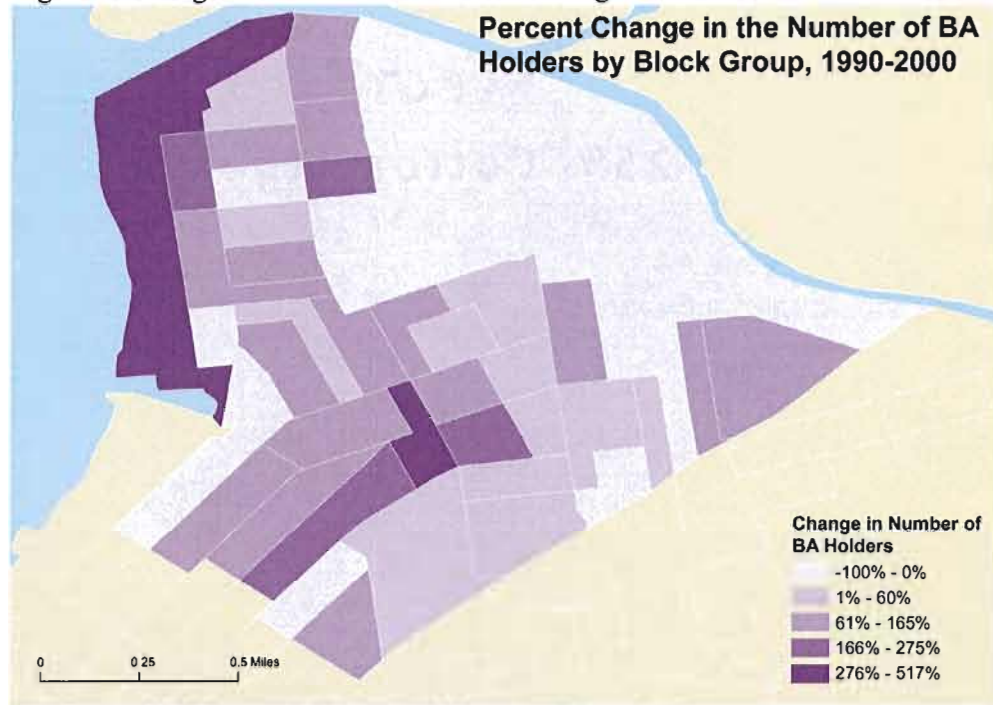 Percent Change in the Number of BA
Holders by Block Group, 1990-2000
Change in Number of
BA Holders
-100% - 0%
1% - 60%
61% - 165%
166% - 275%
276% - 517%
0 0 25 0.5 Miles